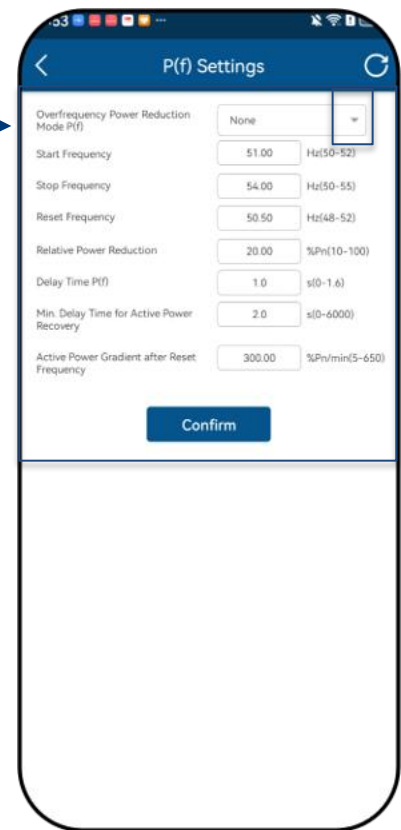 :53
P(f) Settings
Overfrequency Power Reduction
Mode P(f)
None
Start Frequency
51.00
Hz(50~52)
Stop Frequency
54.00
Hz(50~55)
Reset Frequency
50.50
Hz(48~52)
Relative Power Reduction
20.00
%Pn(10~100)
Delay Time P(f)
1.0
s(0~1.6)
Min. Delay Time for Active Power
Recovery
2.0
s(0~6000)
Active Power Gradient after Reset
Frequency
300.00
%Pn/min(5~650)
Confirm